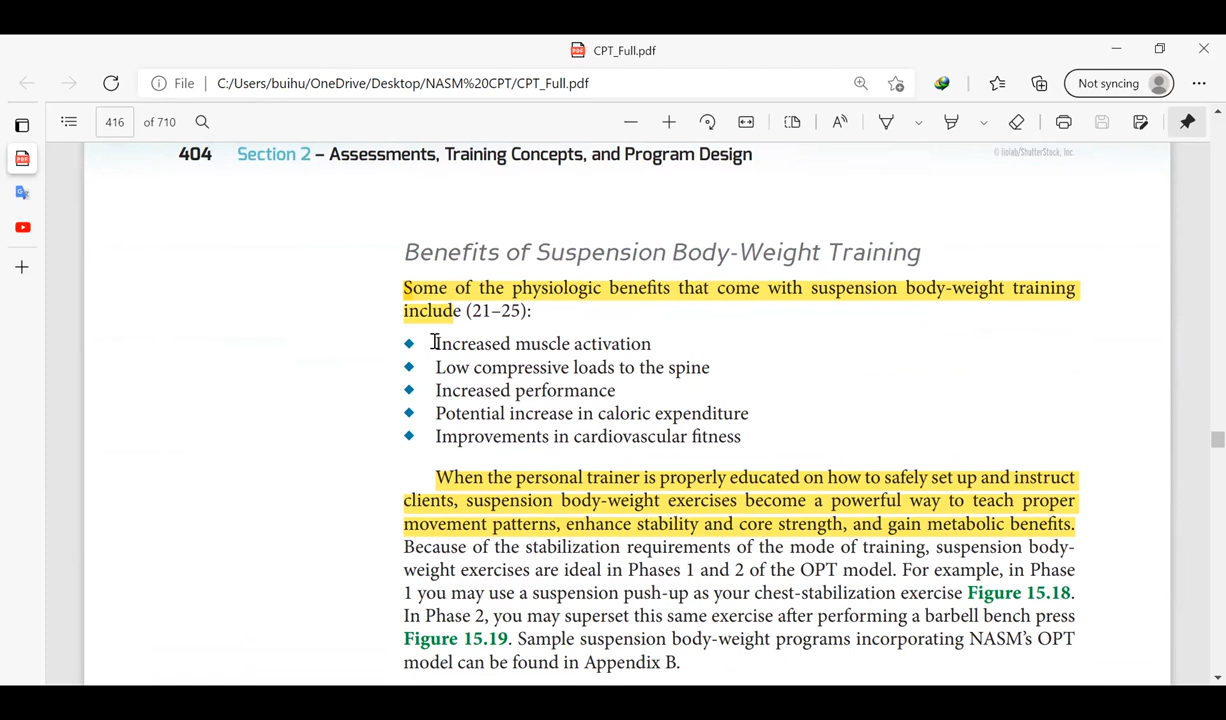 CPT_Full.pdf
File C:/Users/buihu/OneDrive/Desktop/NASM%20CPT/CPT_Full.pdf
Not syncing
416 of 710
404 Section 2 – Assessments, Training Concepts, and Program Design
© liolab/ShutterStock, Inc.
Benefits of Suspension Body-Weight Training
Some of the physiologic benefits that come with suspension body-weight training
include (21–25):
Increased muscle activation
Low compressive loads to the spine
Increased performance
Potential increase in caloric expenditure
Improvements in cardiovascular fitness
When the personal trainer is properly educated on how to safely set up and instruct
clients, suspension body-weight exercises become a powerful way to teach proper
movement patterns, enhance stability and core strength, and gain metabolic benefits.
Because of the stabilization requirements of the mode of training, suspension body-
weight exercises are ideal in Phases 1 and 2 of the OPT model. For example, in Phase
1 you may use a suspension push-up as your chest-stabilization exercise Figure 15.18.
In Phase 2, you may superset this same exercise after performing a barbell bench press
Figure 15.19. Sample suspension body-weight programs incorporating NASM's OPT
model can be found in Appendix B.